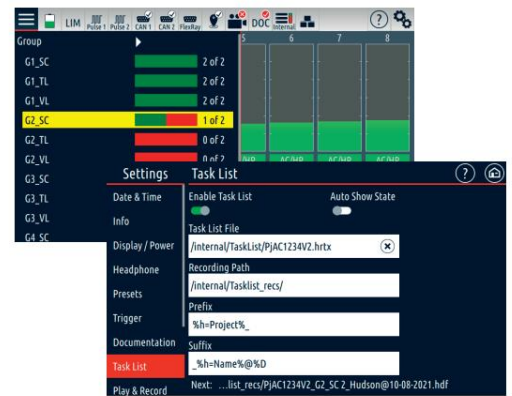 LIM Pulse 1 Pulse 2 CAN 1 CAN 2 FlexRay DOC Internal ?
Group 5 6 7 8
G1_SC 2 of 2
G1_TL 2 of 2
G1_VL 2 of 2
G2_SC 1 of 2
G2_TL 0 of 2
G2_VL 0 of 2
G3_SC
G3_TL
G3_VL
G4_SC
Settings Task List ?
Date & Time
Info
Display / Power
Headphone
Presets
Trigger
Documentation
Task List
Play & Record
Enable Task List Auto Show State
Task List File
/internal/TaskList/PjAC1234V2.hrtx
Recording Path
/internal/Tasklist_recs/
Prefix
%h=Project%_
Suffix
_%h=Name%@%D
Next: ...list_recs/PjAC1234V2_G2_SC 2_Hudson@10-08-2021.hdf